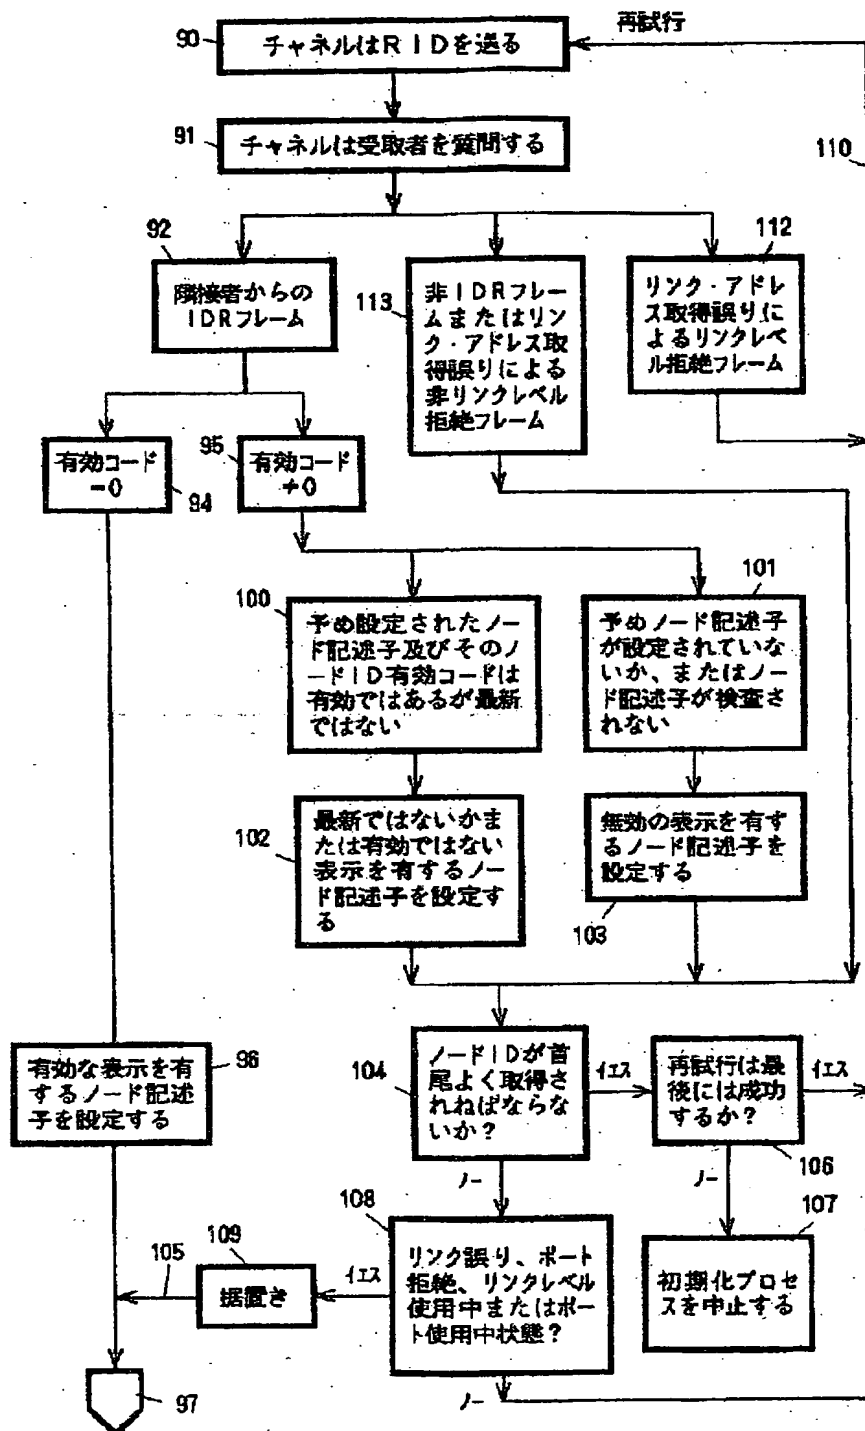 再試行
90
チャネルはRIDを送る
91
チャネルは受取者を質問する
110
92
隣接者からの
IDRフレーム
113
非IDRフレー
ムまたはリン
ク・アドレス取
得誤りによる
非リンクレベル
拒絶フレーム
112
リンク・アドレ
ス取得誤りに
よるリンクレベ
ル拒絶フレーム
有効コード
=0
94
95
有効コード
≠0
100
予め設定されたノー
ド記述子及びそのノ
ードID有効コードは
有効ではあるが最新
ではない
101
予めノード記述子
が設定されていな
いか、またはノー
ド記述子が検査さ
れない
102
最新ではないかま
たは有効ではない
表示を有するノー
ド記述子を設定す
る
無効の表示を有す
るノード記述子を
設定する
103
有効な表示を有
するノード記述
子を設定する
96
104
ノードIDが首
尾よく取得さ
れねばならな
いか?
イエス
再試行は最
後には成功
するか?
イエス
106
ノー
ノー
107
初期化プロセ
スを中止する
108
リンク誤り、ポート
拒絶、リンクレベル
使用中またはポー
ト使用中状態?
イエス
109
据置き
105
ノー
97